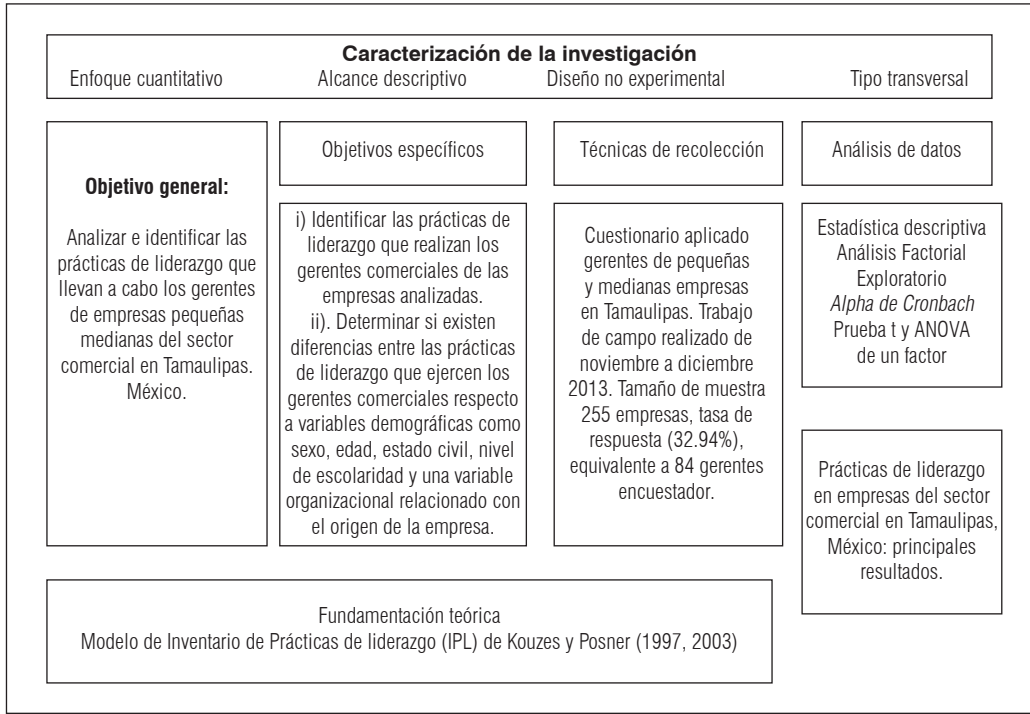 Caracterización de la investigación
Enfoque cuantitativo Alcance descriptivo Diseño no experimental Tipo transversal
Objetivo general:
Analizar e identificar las
prácticas de liderazgo que
llevan a cabo los gerentes
de empresas pequeñas
medianas del sector
comercial en Tamaulipas.
México.
Objetivos específicos
i) Identificar las prácticas de
liderazgo que realizan los
gerentes comerciales de las
empresas analizadas.
ii). Determinar si existen
diferencias entre las prácticas
de liderazgo que ejercen los
gerentes comerciales respecto
a variables demográficas como
sexo, edad, estado civil, nivel
de escolaridad y una variable
organizacional relacionado con
el origen de la empresa.
Técnicas de recolección
Cuestionario aplicado
gerentes de pequeñas
y medianas empresas
en Tamaulipas. Trabajo
de campo realizado de
noviembre a diciembre
2013. Tamaño de muestra
255 empresas, tasa de
respuesta (32.94%),
equivalente a 84 gerentes
encuestador.
Análisis de datos
Estadística descriptiva
Análisis Factorial
Exploratorio
Alpha de Cronbach
Prueba t y ANOVA
de un factor
Prácticas de liderazgo
en empresas del sector
comercial en Tamaulipas,
México: principales
resultados.
Fundamentación teórica
Modelo de Inventario de Prácticas de liderazgo (IPL) de Kouzes y Posner (1997, 2003)